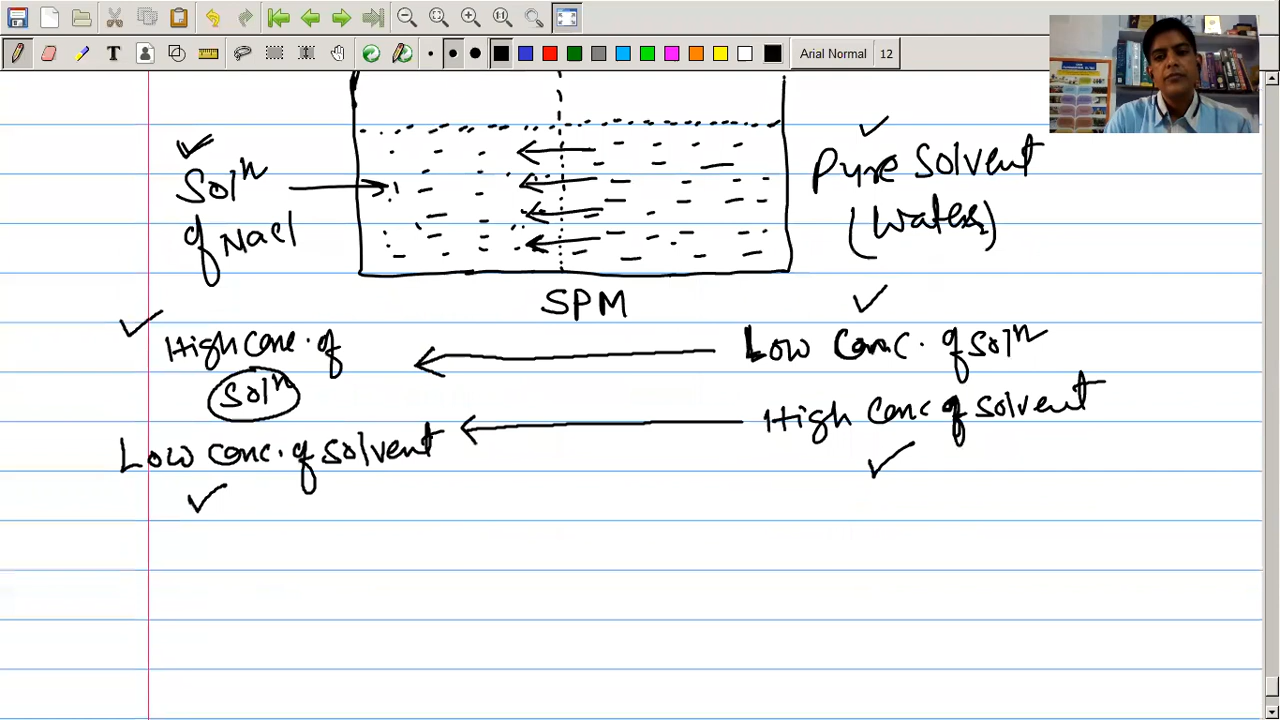 T
Arial Normal 12
Solⁿ
of Nacl
Pure Solvent
(Water)
SPM
High conc. of
Solⁿ
Low conc. of solⁿ
High conc of solvent
Low conc. of solvent